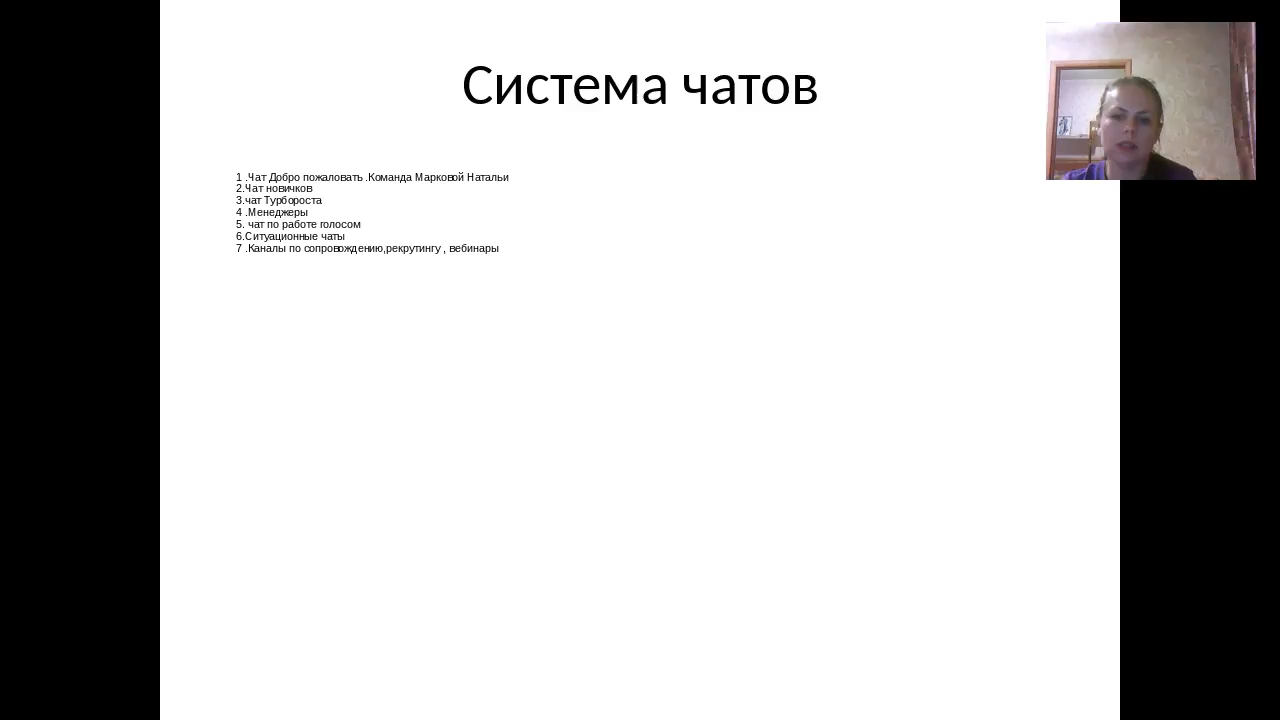 Система чатов
1 .Чат Добро пожаловать .Команда Марковой Натальи
2.Чат новичков
3.чат Турбороста
4 .Менеджеры
5. чат по работе голосом
6.Ситуационные чаты
7 .Каналы по сопровождению,рекрутингу , вебинары